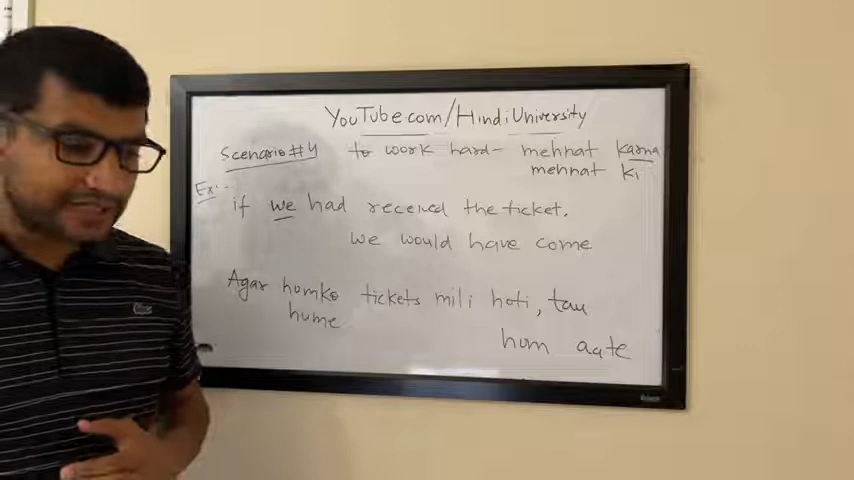 YouTube.com/HindiUniversity
Scenario#4 to work hard- mehnat karna
mehnat ki
Ex:..
if we had received the ticket.
we would have come
Agar humko tickets mili hoti, tau
hume
hum aate